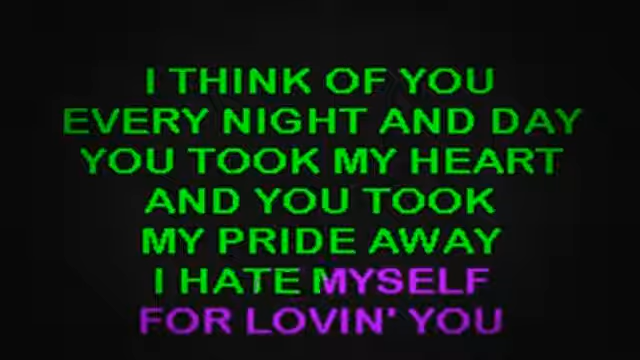 I THINK OF YOU
EVERY NIGHT AND DAY
YOU TOOK MY HEART
AND YOU TOOK
MY PRIDE AWAY
I HATE MYSELF
FOR LOVIN' YOU